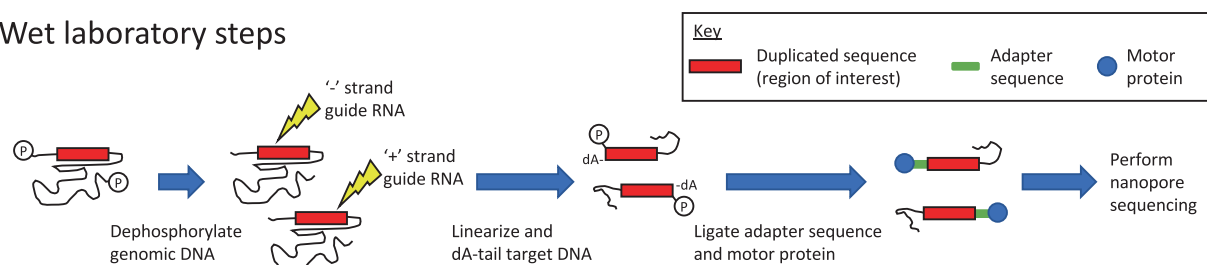 Wet laboratory steps
Key
Duplicated sequence
(region of interest)
Adapter
sequence
Motor
protein
P
P
Dephosphorylate
genomic DNA
‘-’ strand
guide RNA
‘+’ strand
guide RNA
Linearize and
dA-tail target DNA
P
dA-
-dA
P
Ligate adapter sequence
and motor protein
Perform
nanopore
sequencing